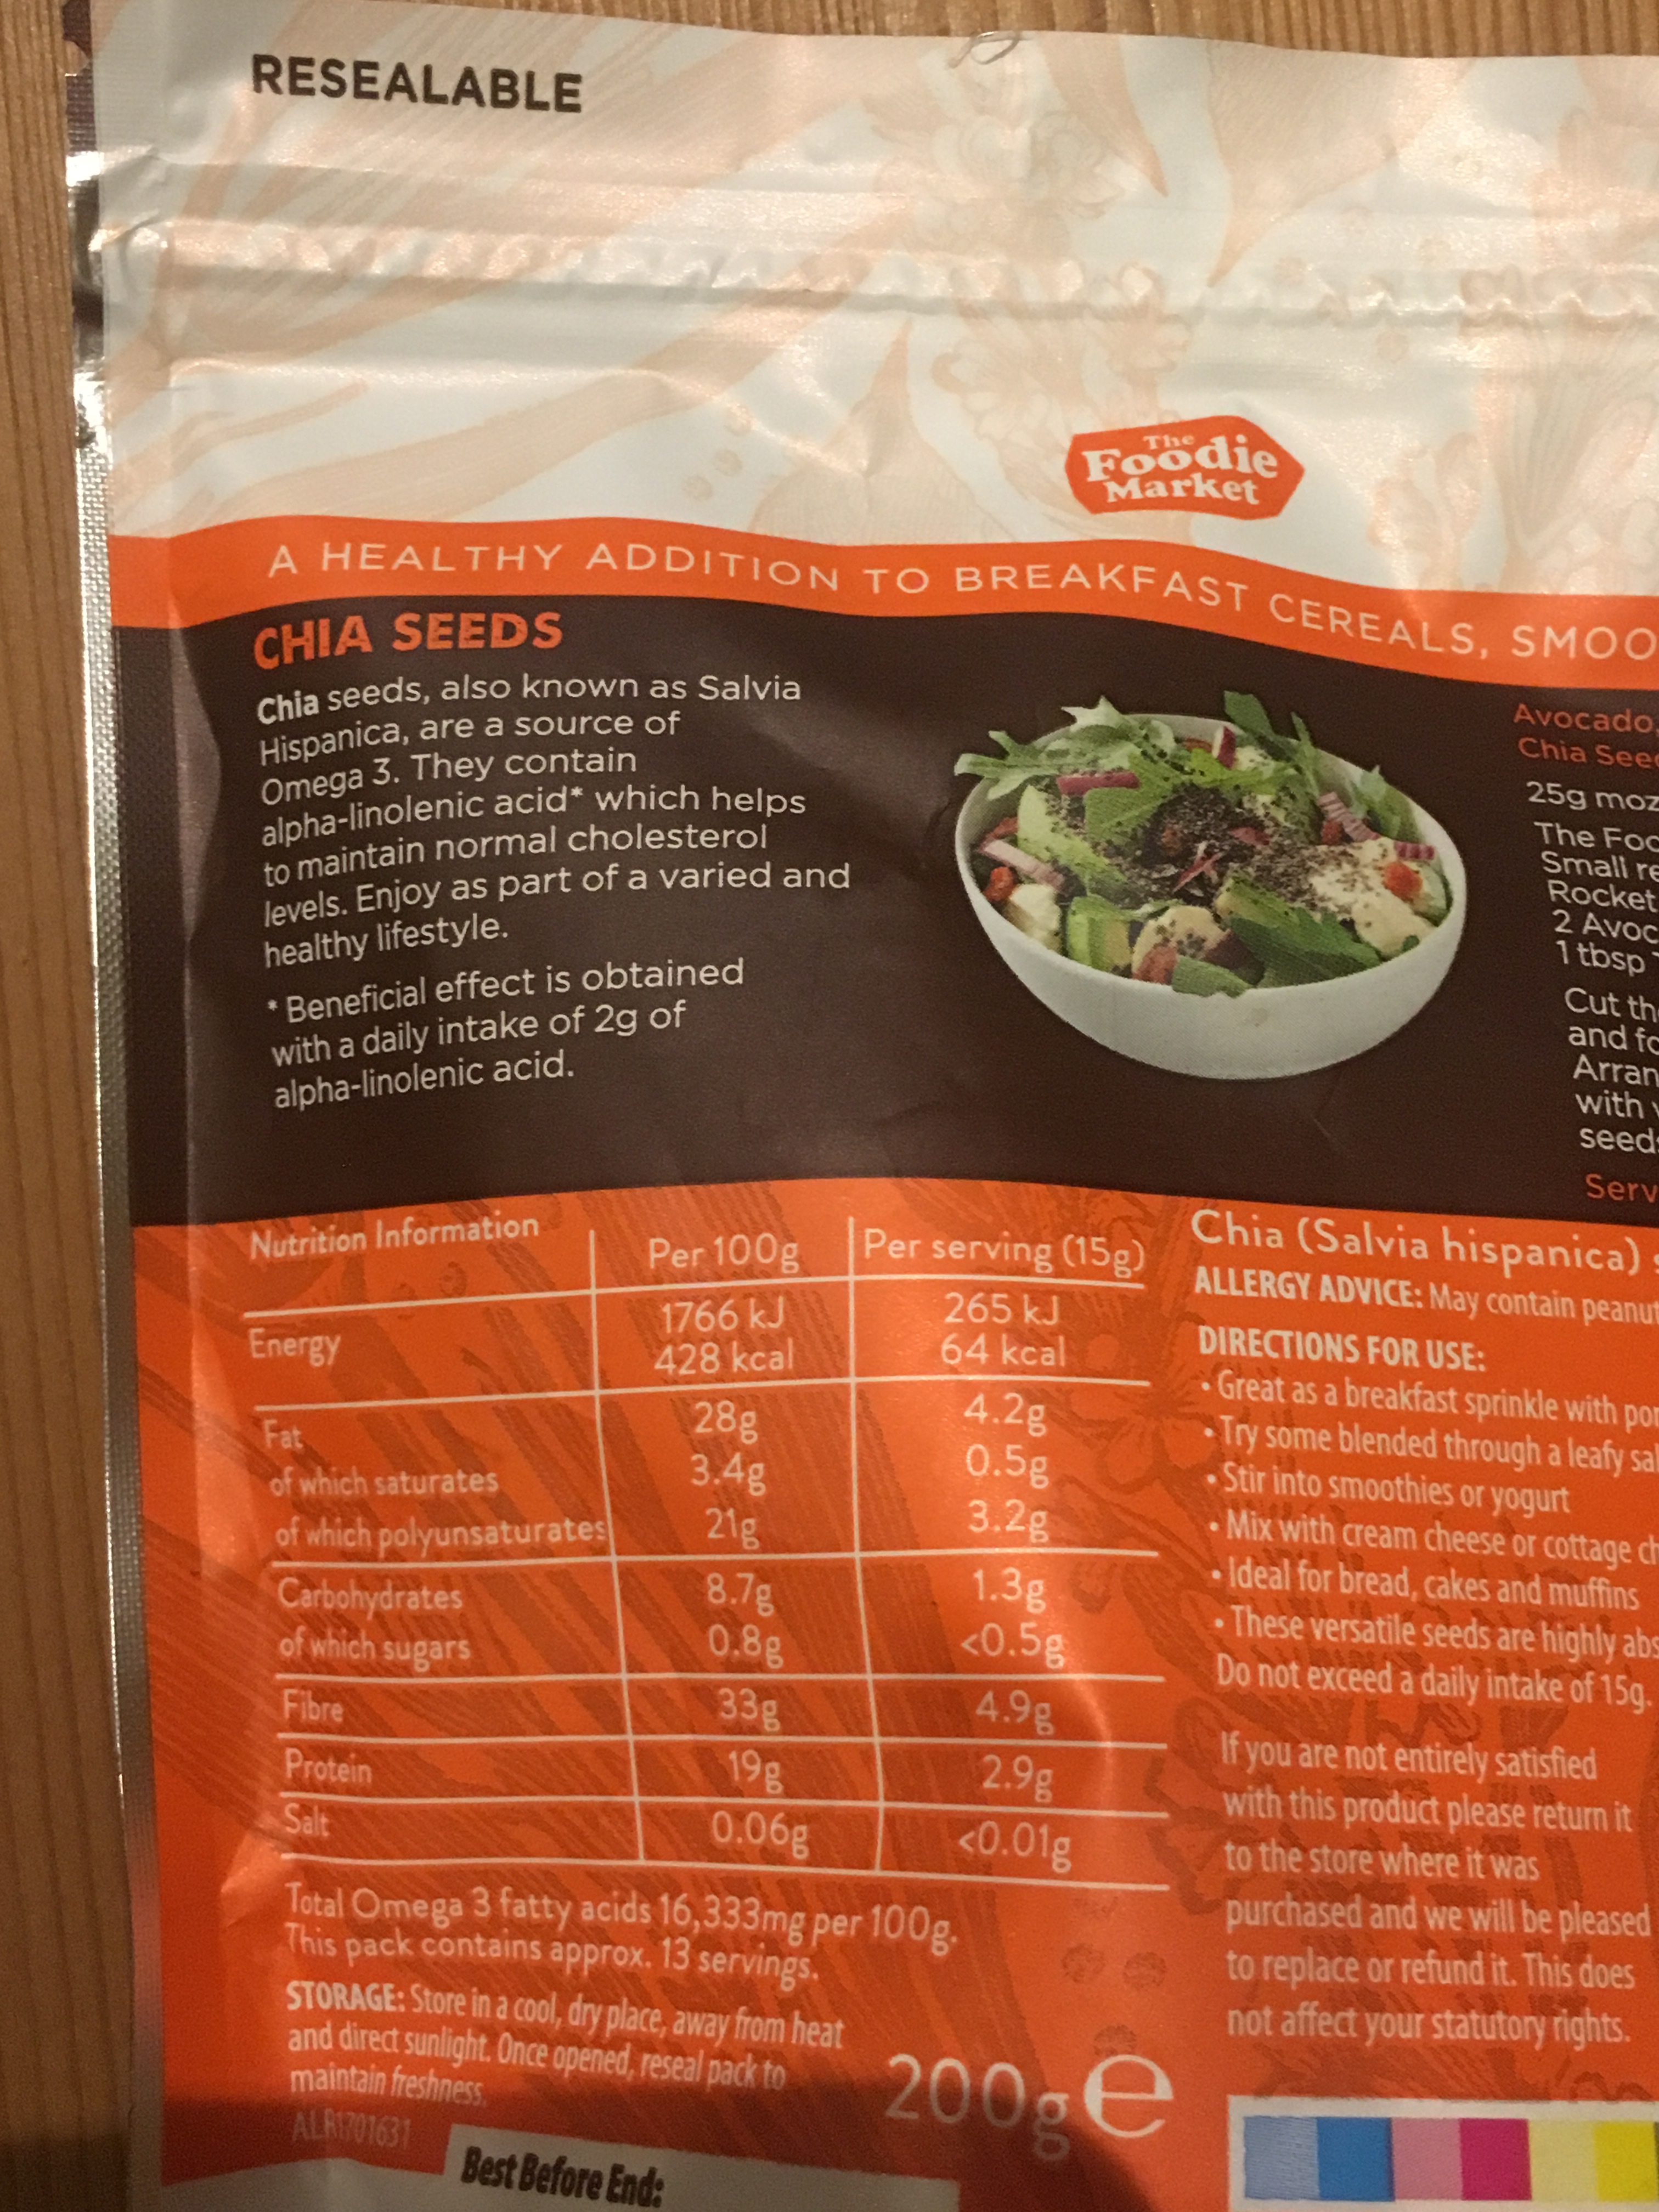 RESEALABLE
The
Foodie
Market
A HEALTHY ADDITION TO BREAKFAST CEREALS, SMOO
CHIA SEEDS
Chia seeds, also known as Salvia
Hispanica, are a source of
Omega 3. They contain
alpha-linolenic acid* which helps
to maintain normal cholesterol
levels. Enjoy as part of a varied and
healthy lifestyle.
* Beneficial effect is obtained
with a daily intake of 2g of
alpha-linolenic acid.
Avocado,
Chia See
25g moz
The Foo
Small re
Rocket
2 Avoc
1 tbsp
Cut th
and fo
Arran
with
seed
Serv
Nutrition Information Per 100g Per serving (15g)
Energy 1766 kJ 265 kJ
428 kcal 64 kcal
Fat 28g 4.2g
of which saturates 3.4g 0.5g
of which polyunsaturates 21g 3.2g
Carbohydrates 8.7g 1.3g
of which sugars 0.8g <0.5g
Fibre 33g 4.9g
Protein 19g 2.9g
Salt 0.06g <0.01g
Total Omega 3 fatty acids 16,333mg per 100g.
This pack contains approx. 13 servings.
STORAGE: Store in a cool, dry place, away from heat
and direct sunlight. Once opened, reseal pack to
maintain freshness.
ALR1701631
Best Before End:
200g e
Chia (Salvia hispanica)
ALLERGY ADVICE: May contain peanut
DIRECTIONS FOR USE:
• Great as a breakfast sprinkle with por
• Try some blended through a leafy sal
• Stir into smoothies or yogurt
• Mix with cream cheese or cottage ch
• Ideal for bread, cakes and muffins
• These versatile seeds are highly abs
Do not exceed a daily intake of 15g.
If you are not entirely satisfied
with this product please return it
to the store where it was
purchased and we will be pleased
to replace or refund it. This does
not affect your statutory rights.